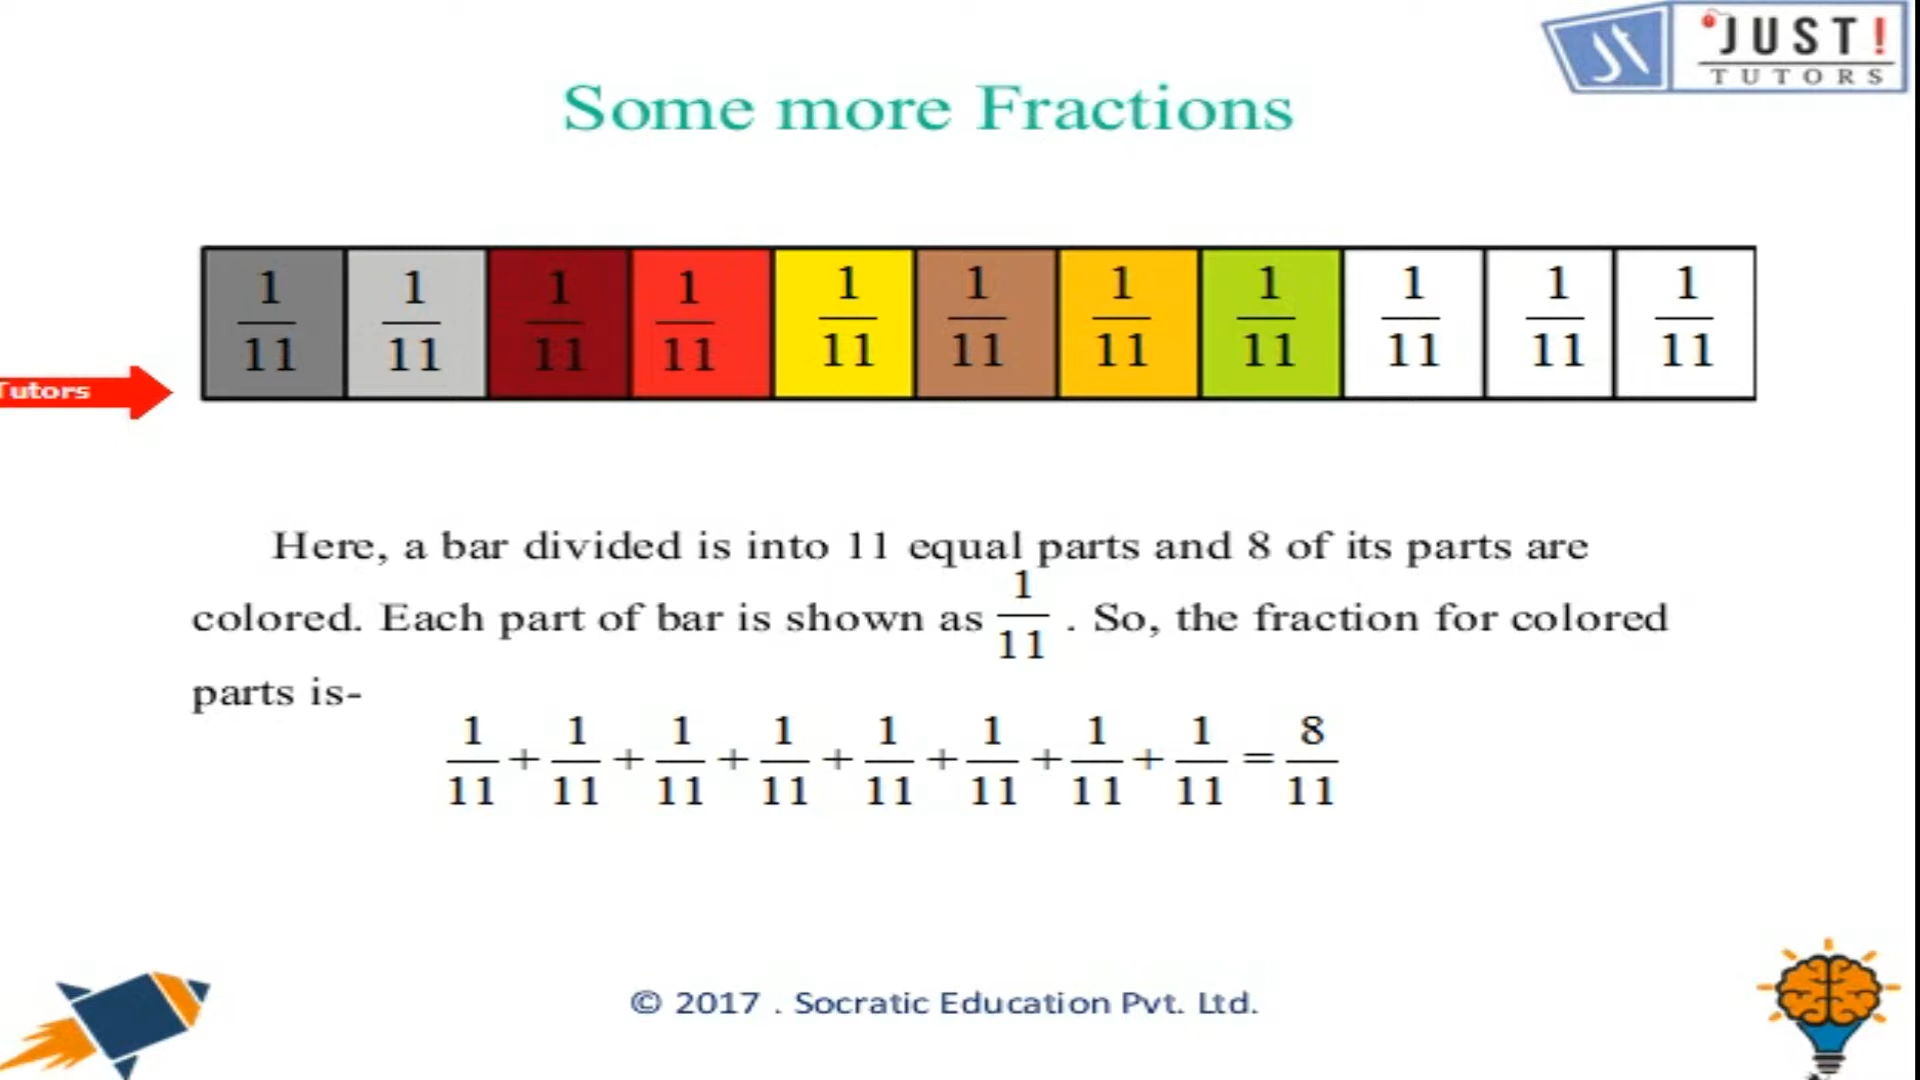 JUST!
TUTORS
Some more Fractions
1/11 1/11 1/11 1/11 1/11 1/11 1/11 1/11 1/11 1/11 1/11
Tutors
Here, a bar divided is into 11 equal parts and 8 of its parts are
colored. Each part of bar is shown as 1/11 . So, the fraction for colored
parts is-
1/11 + 1/11 + 1/11 + 1/11 + 1/11 + 1/11 + 1/11 + 1/11 = 8/11
© 2017 . Socratic Education Pvt. Ltd.